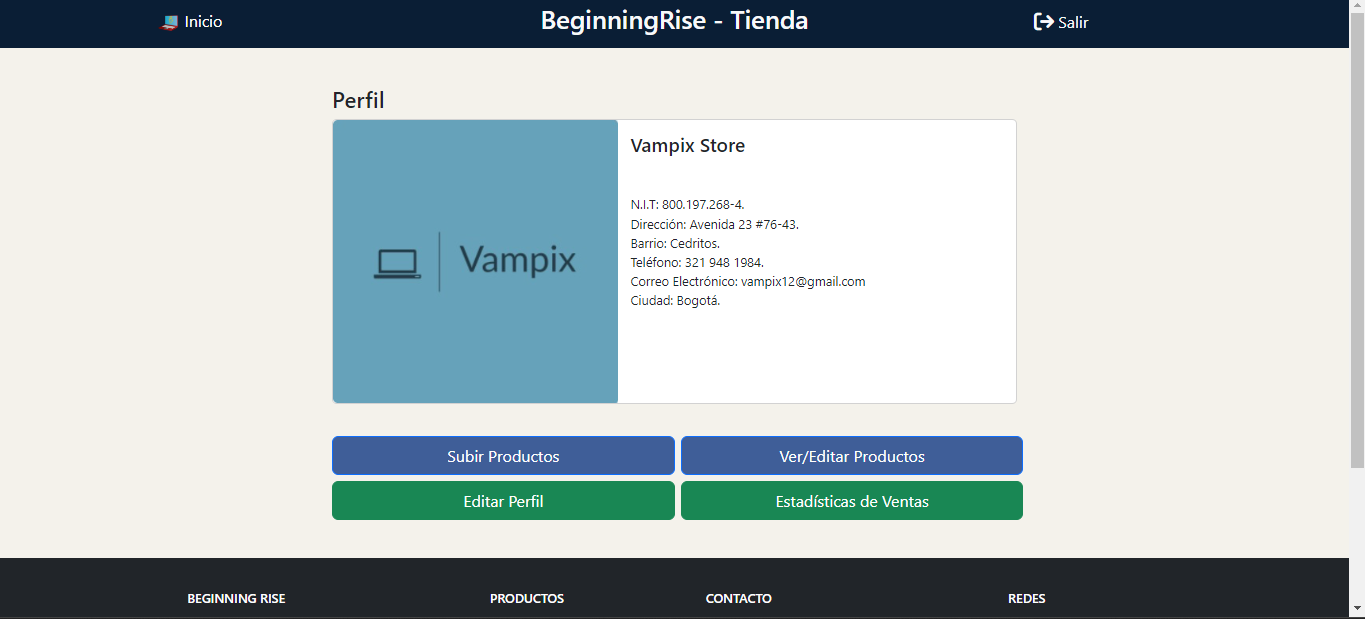 Inicio
BeginningRise - Tienda
Salir
Perfil
Vampix
Vampix Store
N.I.T: 800.197.268-4.
Dirección: Avenida 23 #76-43.
Barrio: Cedritos.
Teléfono: 321 948 1984.
Correo Electrónico: vampix12@gmail.com
Ciudad: Bogotá.
Subir Productos
Ver/Editar Productos
Editar Perfil
Estadísticas de Ventas
BEGINNING RISE
PRODUCTOS
CONTACTO
REDES